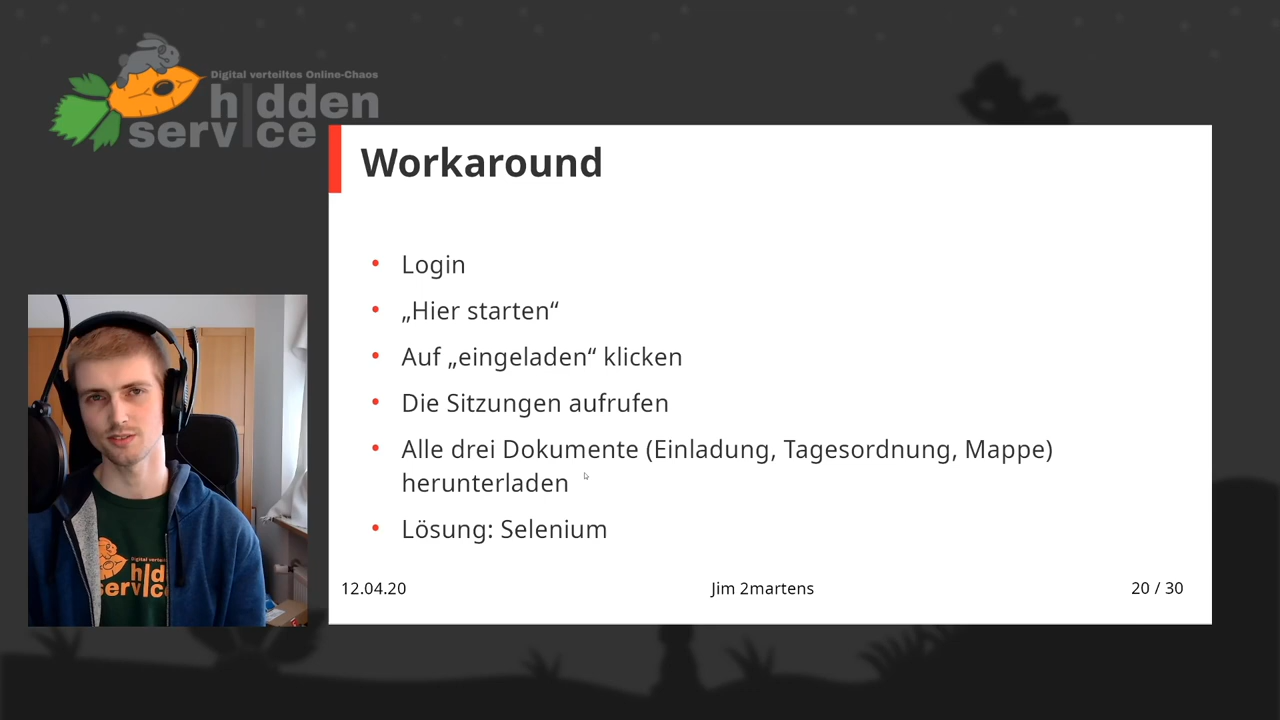 Digital verteiltes Online-Chaos
hidden
service
Workaround
Login
„Hier starten“
Auf „eingeladen“ klicken
Die Sitzungen aufrufen
Alle drei Dokumente (Einladung, Tagesordnung, Mappe)
herunterladen
Lösung: Selenium
12.04.20
Jim 2martens
20 / 30